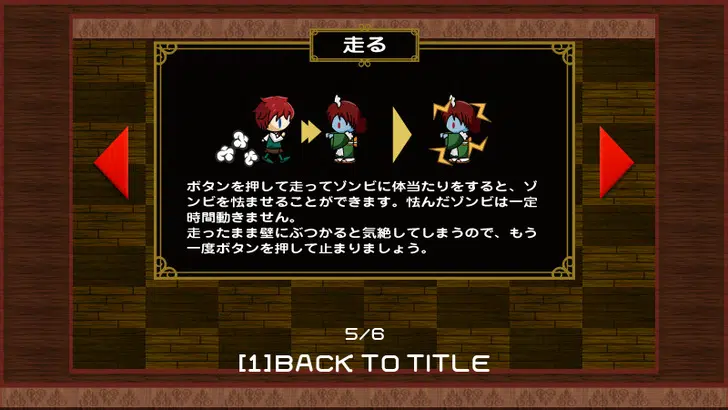 走る
ボタンを押して走ってゾンビに体当たりをすると、ゾ
ンビを怯ませることができます。怯んだゾンビは一定
時間動きません。
走ったまま壁にぶつかると気絶してしまうので、もう
一度ボタンを押して止まりましょう。
5/6
[1]BACK TO TITLE